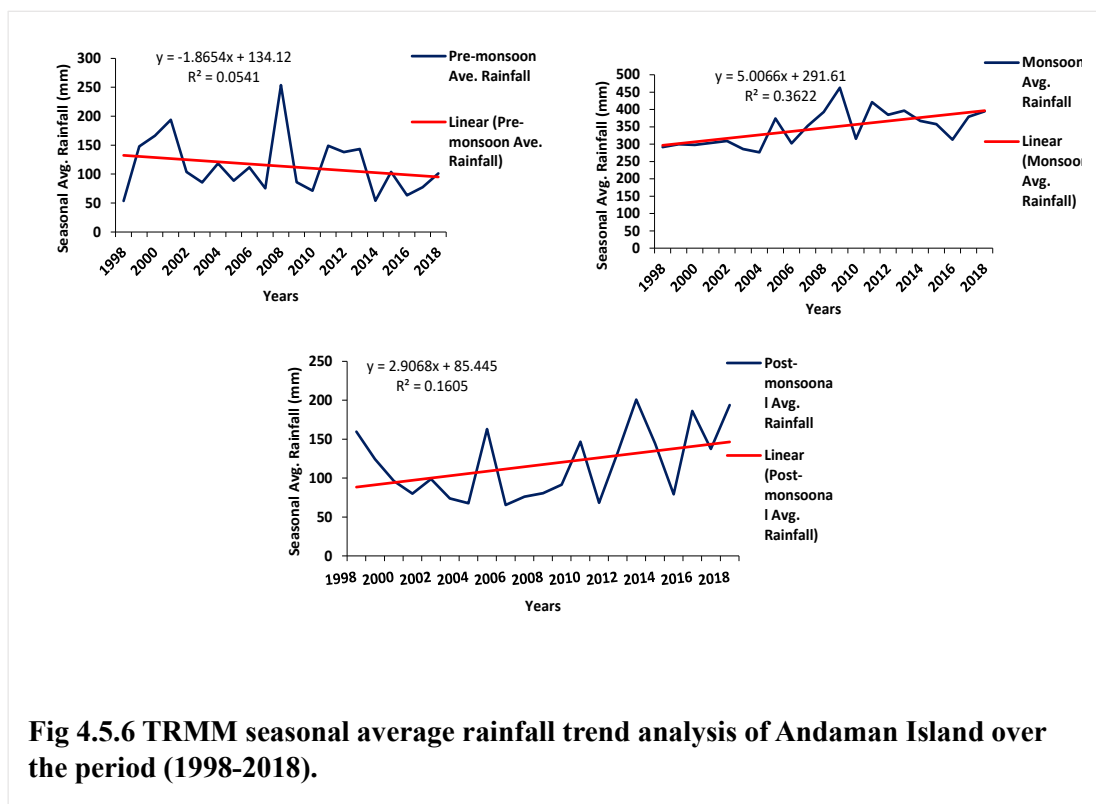 y = -1.8654x + 134.12
R² = 0.0541
Seasonal Avg. Rainfall (mm)
300
250
200
150
100
50
0
1998
2000
2002
2004
2006
2008
2010
2012
2014
2016
2018
Years
Pre-monsoon
Ave. Rainfall
Linear (Pre-
monsoon Ave.
Rainfall)
y = 5.0066x + 291.61
R² = 0.3622
Seasonal Avg. Rainfall (mm)
500
450
400
350
300
250
200
150
100
50
0
1998
2000
2002
2004
2006
2008
2010
2012
2014
2016
2018
Years
Monsoon
Avg.
Rainfall
Linear
(Monsoo
Avg.
Rainfall)
y = 2.9068x + 85.445
R² = 0.1605
Seasonal Avg. Rainfall (mm)
250
200
150
100
50
0
1998
2000
2002
2004
2006
2008
2010
2012
2014
2016
2018
Years
Post-
monsoona
l Avg.
Rainfall
Linear
(Post-
monsoona
l Avg.
Rainfall)
Fig 4.5.6 TRMM seasonal average rainfall trend analysis of Andaman Island over
the period (1998-2018).